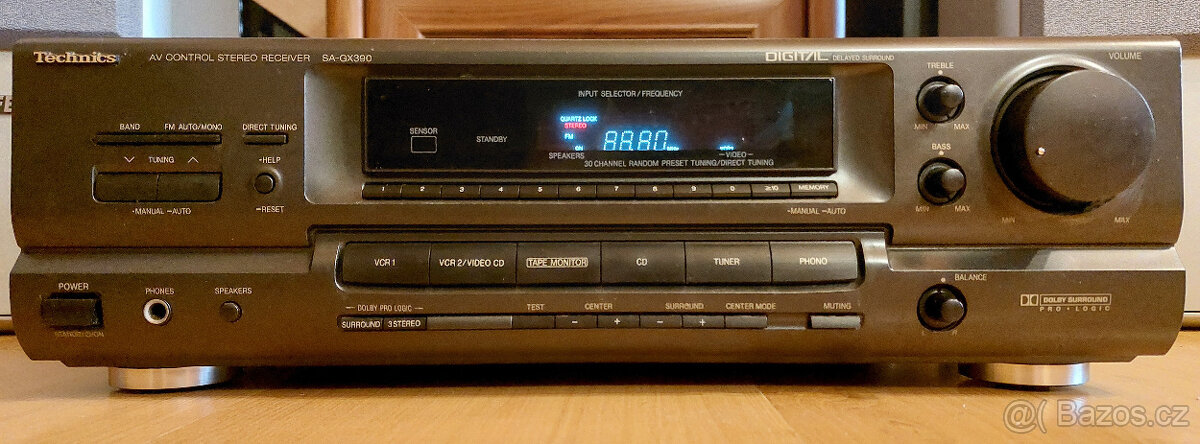 Technics AV CONTROL STEREO RECEIVER SA-GX390
DIGITAL DELAYED SURROUND
VOLUME
TREBLE
MIN MAX
BASS
MIN MAX
MIN MAX
INPUT SELECTOR/FREQUENCY
SENSOR
STANDBY
QUARTZ LOCK
STEREO
FM
88.80
SPEAKERS
–VIDEO–
30 CHANNEL RANDOM PRESET TUNING/DIRECT TUNING
BAND FM AUTO/MONO DIRECT TUNING
TUNING
–HELP
–RESET
–MANUAL –AUTO
1 2 3 4 5 6 7 8 9 0 ≥10 MEMORY
–MANUAL –AUTO
VCR 1 VCR 2/VIDEO CD TAPE MONITOR CD TUNER PHONO
POWER
STANDBY ON
PHONES
SPEAKERS
DOLBY PRO LOGIC
TEST CENTER SURROUND CENTER MODE MUTING
SURROUND 3 STEREO – + – +
BALANCE
DOLBY SURROUND
PRO • LOGIC
@ Bazos.cz